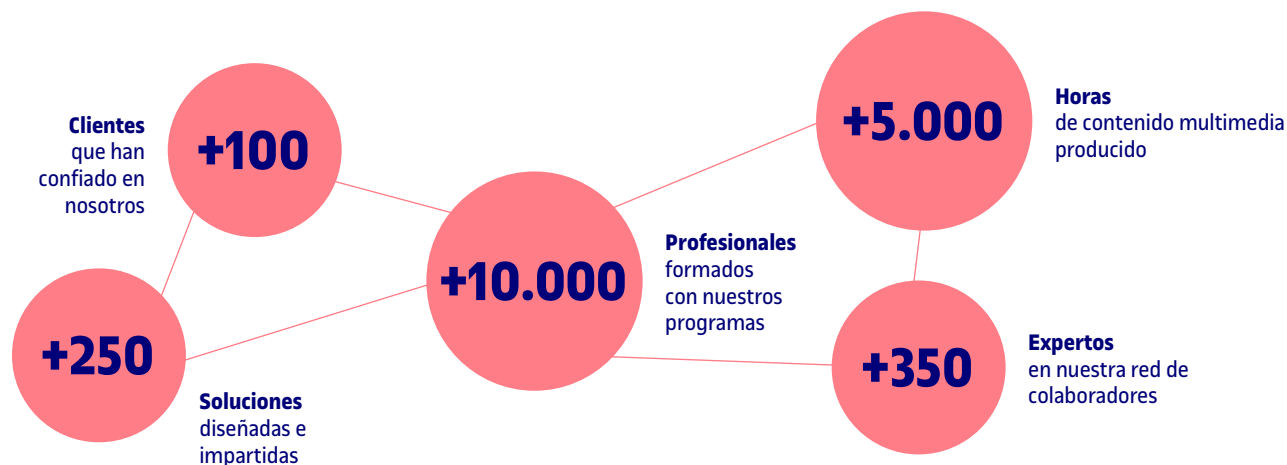 Clientes
que han
confiado en
nosotros
+100
+250
Soluciones
diseñadas e
impartidas
+10.000
Profesionales
formados
con nuestros
programas
+5.000
Horas
de contenido multimedia
producido
+350
Expertos
en nuestra red de
colaboradores